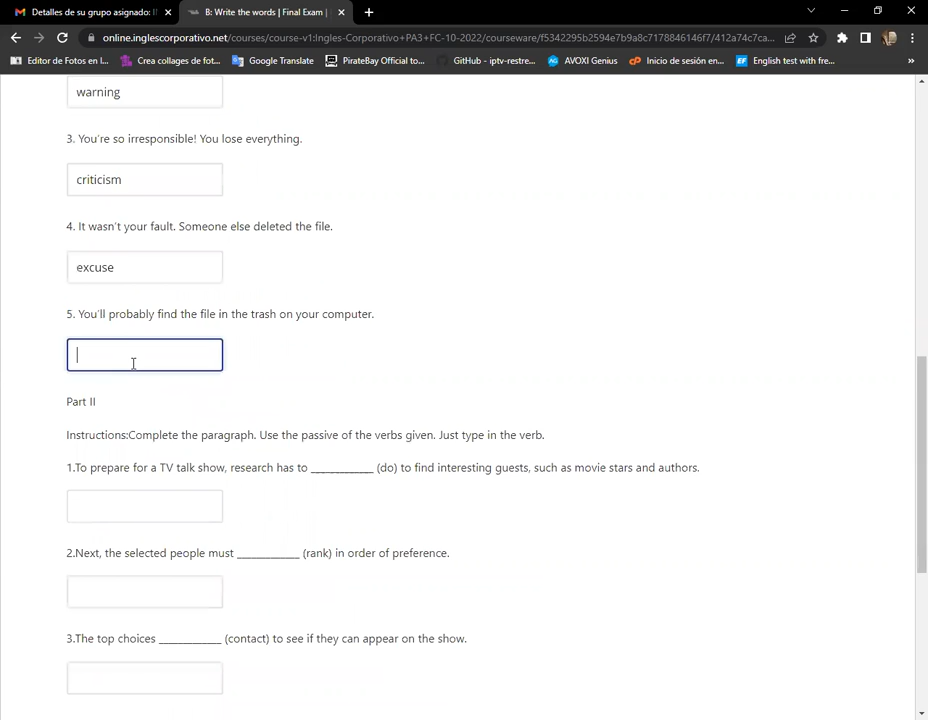 Detalles de su grupo asignado: II
B: Write the words | Final Exam |
online.inglescorporativo.net/courses/course-v1:Ingles-Corporativo+PA3+FC-10-2022/courseware/f5342295b2594e7b9a8c7178846146f7/412a74c7ca...
Editor de Fotos en l...
Crea collages de fot...
Google Translate
PirateBay Official to...
GitHub - iptv-restre...
AVOXI Genius
Inicio de sesión en...
English test with fre...
warning
3. You're so irresponsible! You lose everything.
criticism
4. It wasn't your fault. Someone else deleted the file.
excuse
5. You'll probably find the file in the trash on your computer.
Part II
Instructions:Complete the paragraph. Use the passive of the verbs given. Just type in the verb.
1.To prepare for a TV talk show, research has to ____________ (do) to find interesting guests, such as movie stars and authors.
2.Next, the selected people must ____________ (rank) in order of preference.
3.The top choices ____________ (contact) to see if they can appear on the show.